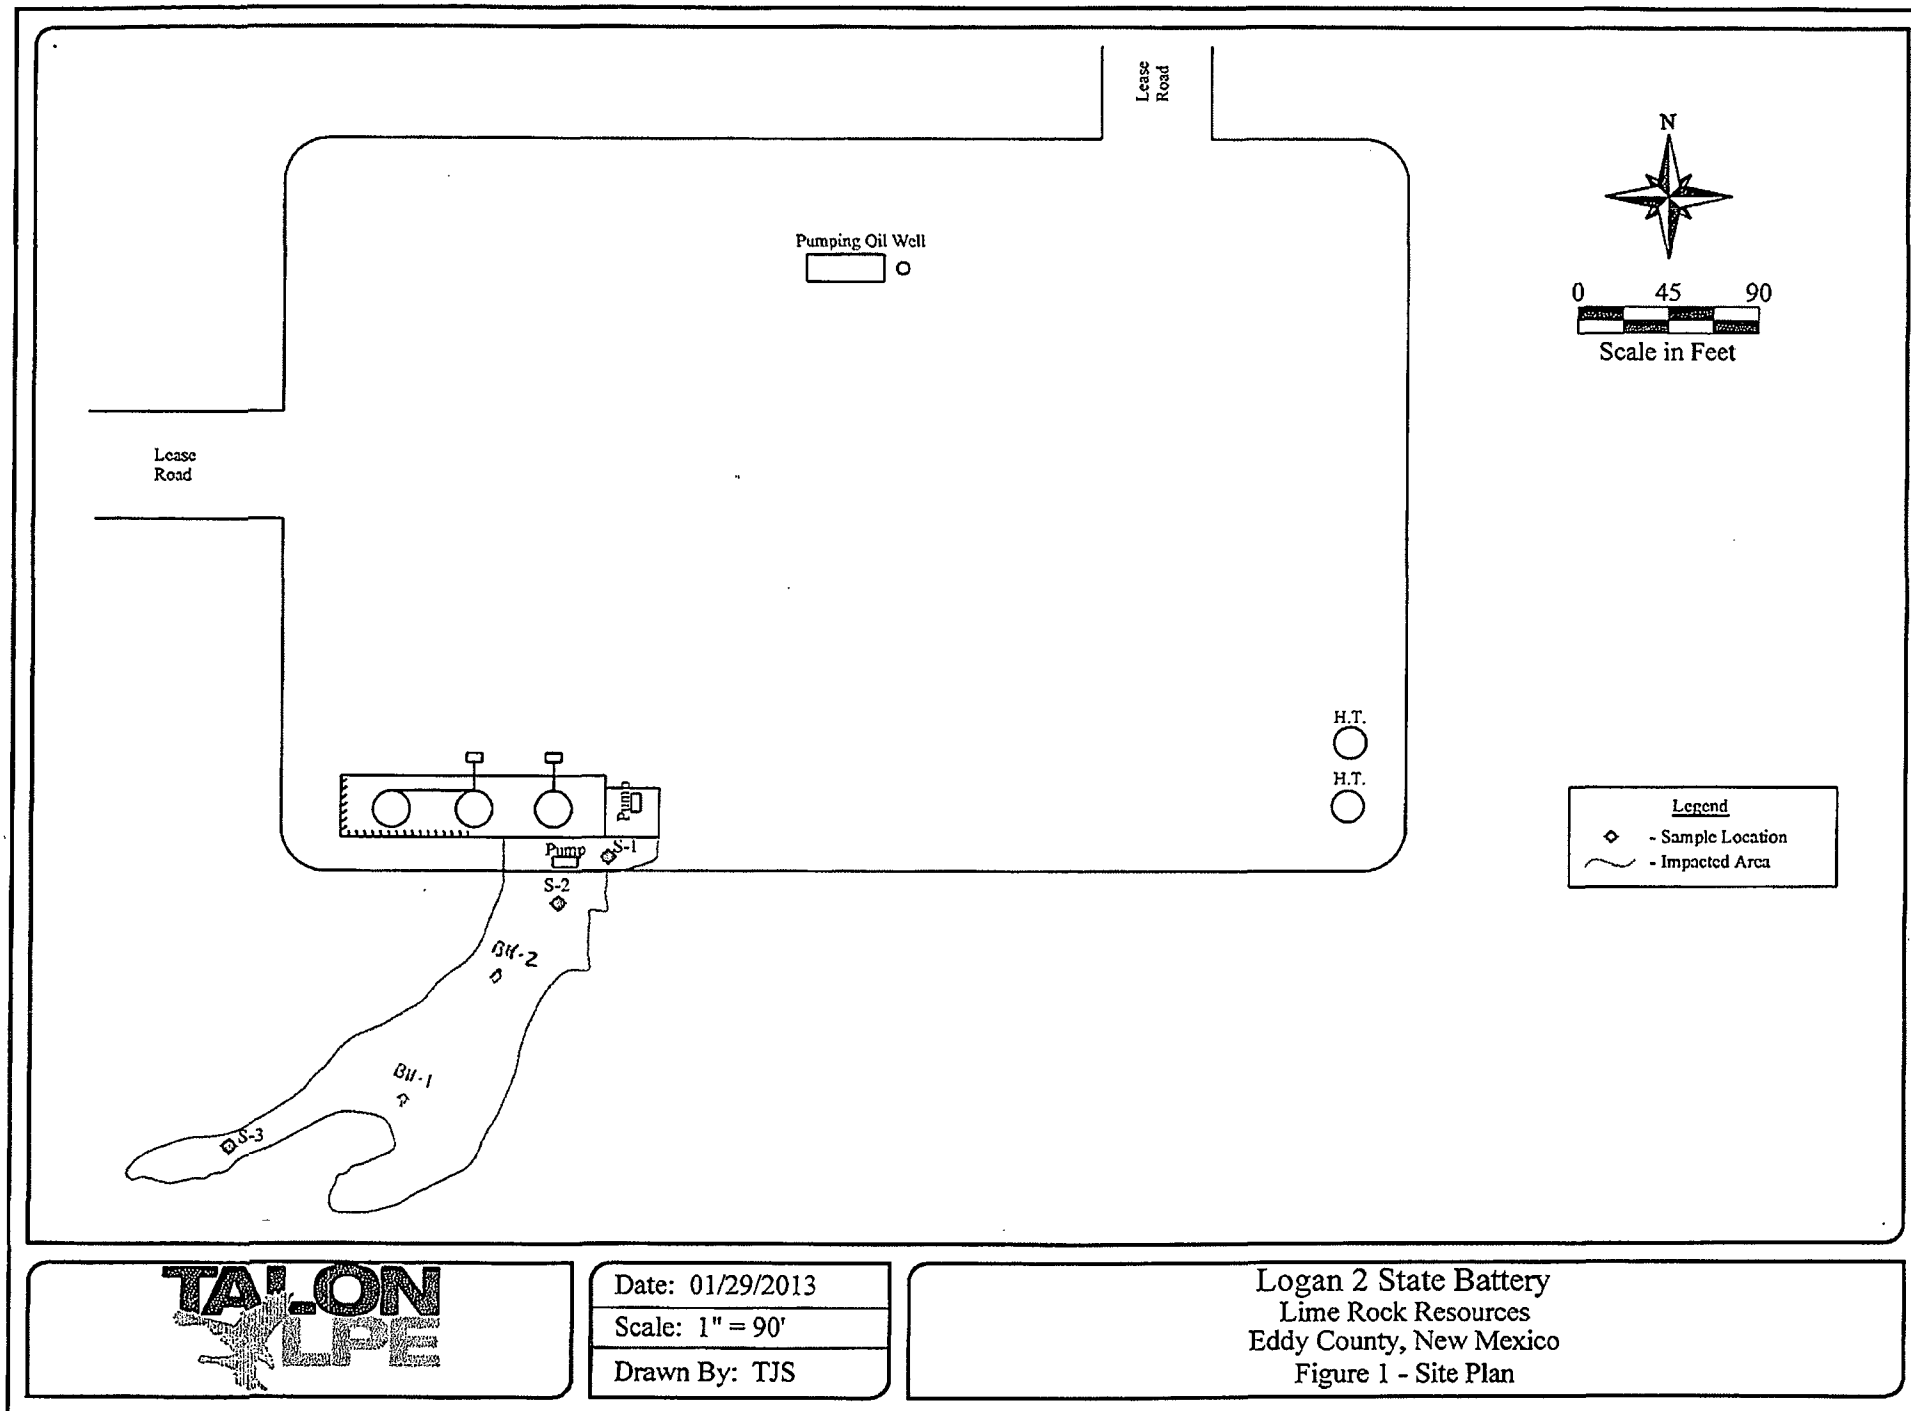 Lease
Road
N
Pumping Oil Well
0 45 90
Scale in Feet
Lease
Road
H.T.
H.T.
Pump
Legend
- Sample Location
- Impacted Area
Pump
S-1
S-2
BH-2
BH-1
S-3
TALON
LPE
Date: 01/29/2013
Scale: 1" = 90'
Drawn By: TJS
Logan 2 State Battery
Lime Rock Resources
Eddy County, New Mexico
Figure 1 - Site Plan